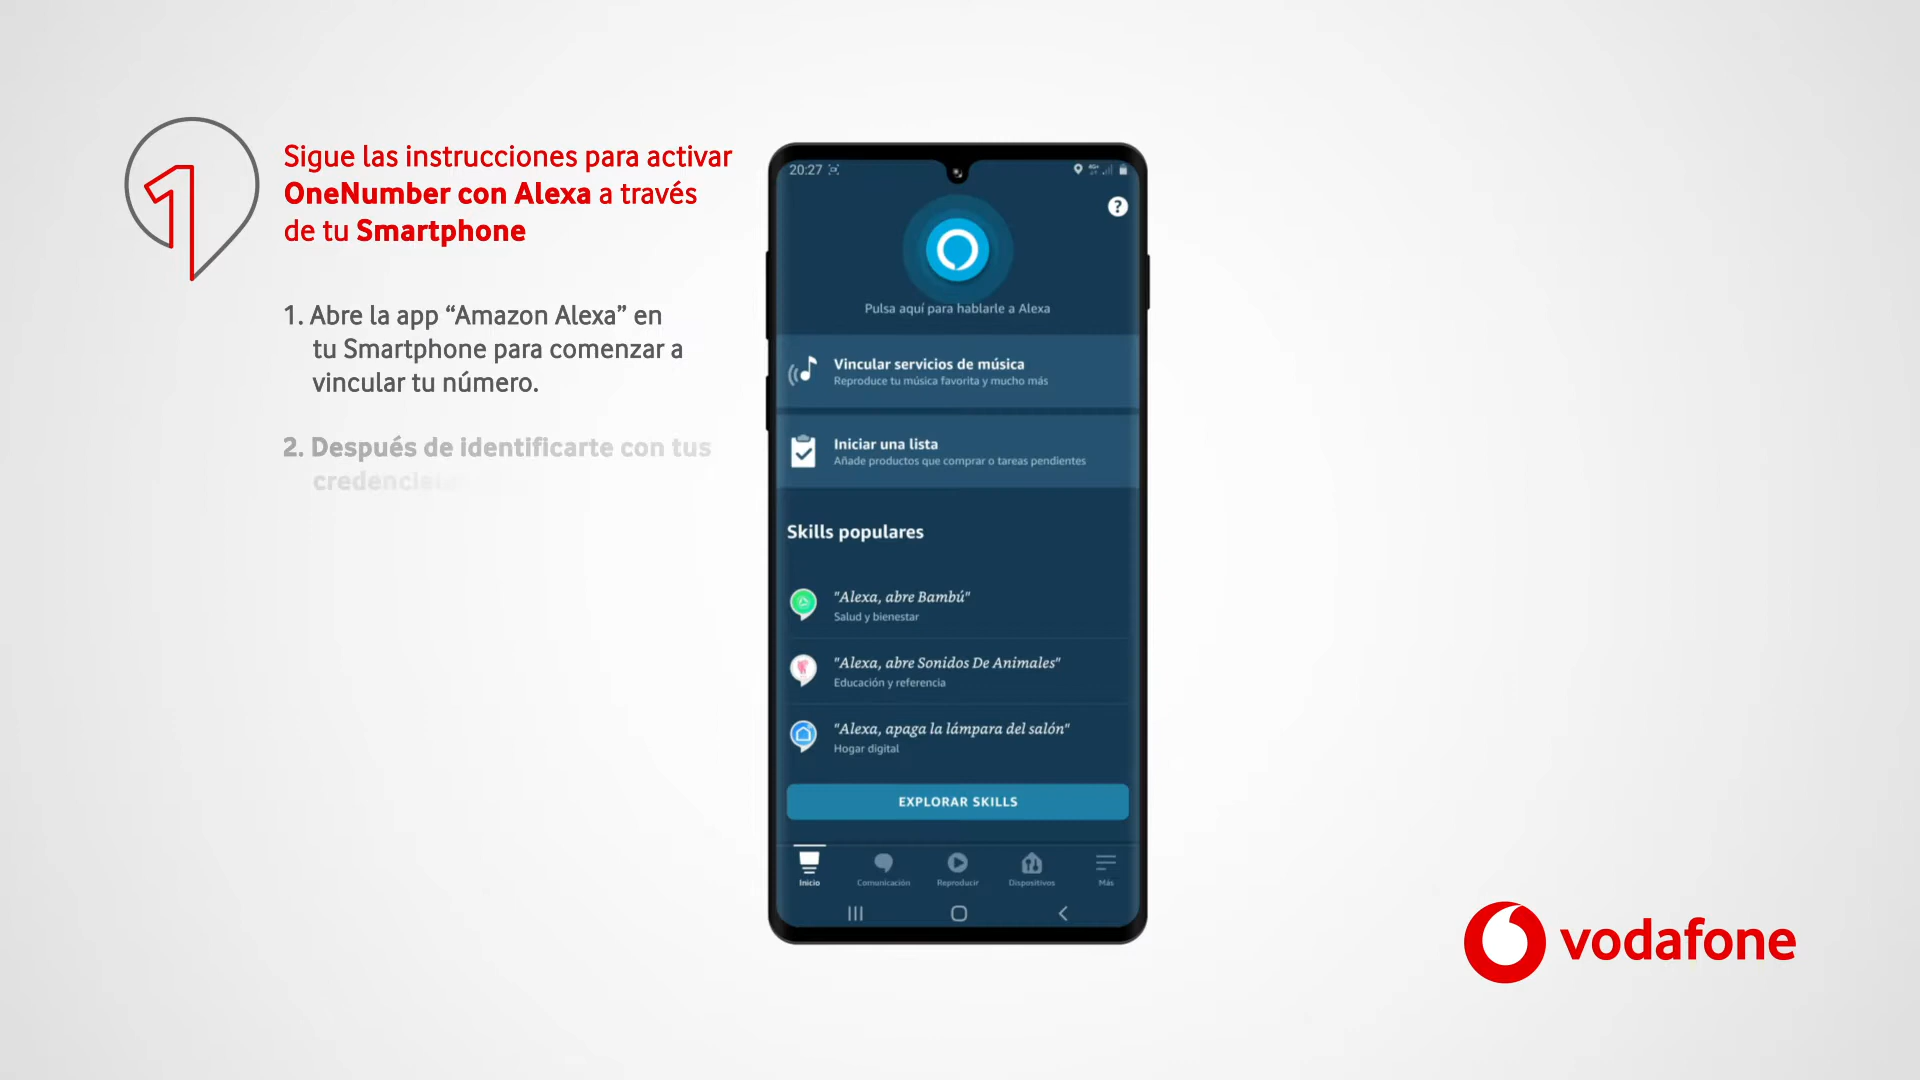 1
Sigue las instrucciones para activar
OneNumber con Alexa a través
de tu Smartphone
1. Abre la app “Amazon Alexa” en
tu Smartphone para comenzar a
vincular tu número.
2. Después de identificarte con tus
20:27
4G+
?
Pulsa aquí para hablarle a Alexa
Vincular servicios de música
Reproduce tu música favorita y mucho más
Iniciar una lista
Añade productos que comprar o tareas pendientes
Skills populares
"Alexa, abre Bambú"
Salud y bienestar
"Alexa, abre Sonidos De Animales"
Educación y referencia
"Alexa, apaga la lámpara del salón"
Hogar digital
EXPLORAR SKILLS
Inicio
Comunicación
Reproducir
Dispositivos
Más
vodafone